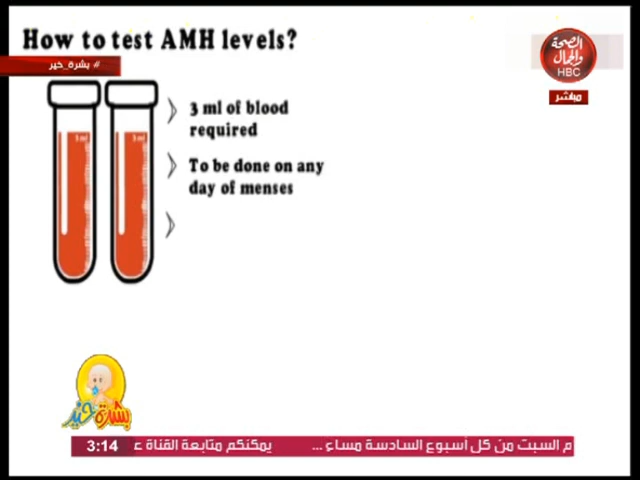 How to test AMH levels?
# بشرة_خير
الصحة
والجمال
HBC
مباشر
3 ml of blood
required
To be done on any
day of menses
3 ml
3 ml
بشرة خير
م السبت من كل أسبوع السادسة مساء ... يمكنكم متابعة القناة ع
3:14